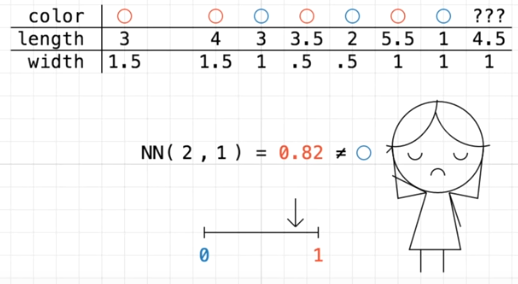 color ???
length 3 4 3 3.5 2 5.5 1 4.5
width 1.5 1.5 1 .5 .5 1 1 1
NN( 2 , 1 ) = 0.82 ≠
0 1